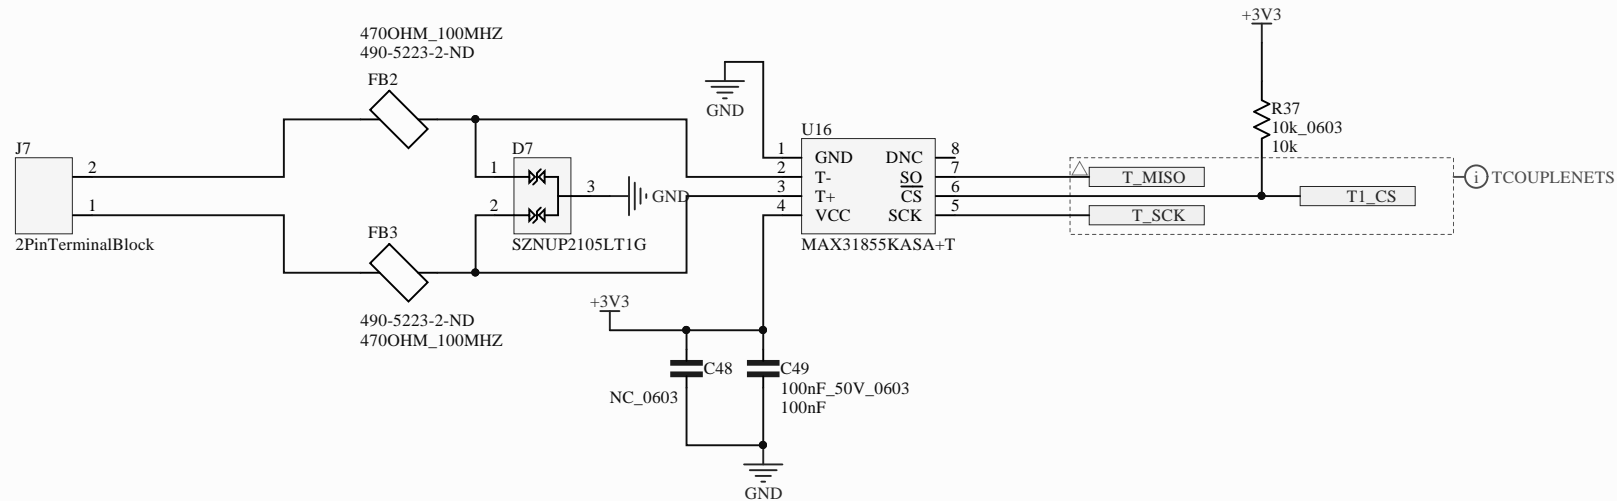 +3V3
470OHM_100MHZ
490-5223-2-ND
FB2
GND
R37
10k_0603
10k
J7
2
1
2PinTerminalBlock
D7
1
2
3
GND
SZNUP2105LT1G
U16
1
2
3
4
GND
T-
T+
VCC
DNC
SO
CS
SCK
8
7
6
5
MAX31855KASA+T
T_MISO
T1_CS
T_SCK
i TCOUPLENETS
FB3
490-5223-2-ND
470OHM_100MHZ
+3V3
C48
NC_0603
C49
100nF_50V_0603
100nF
GND